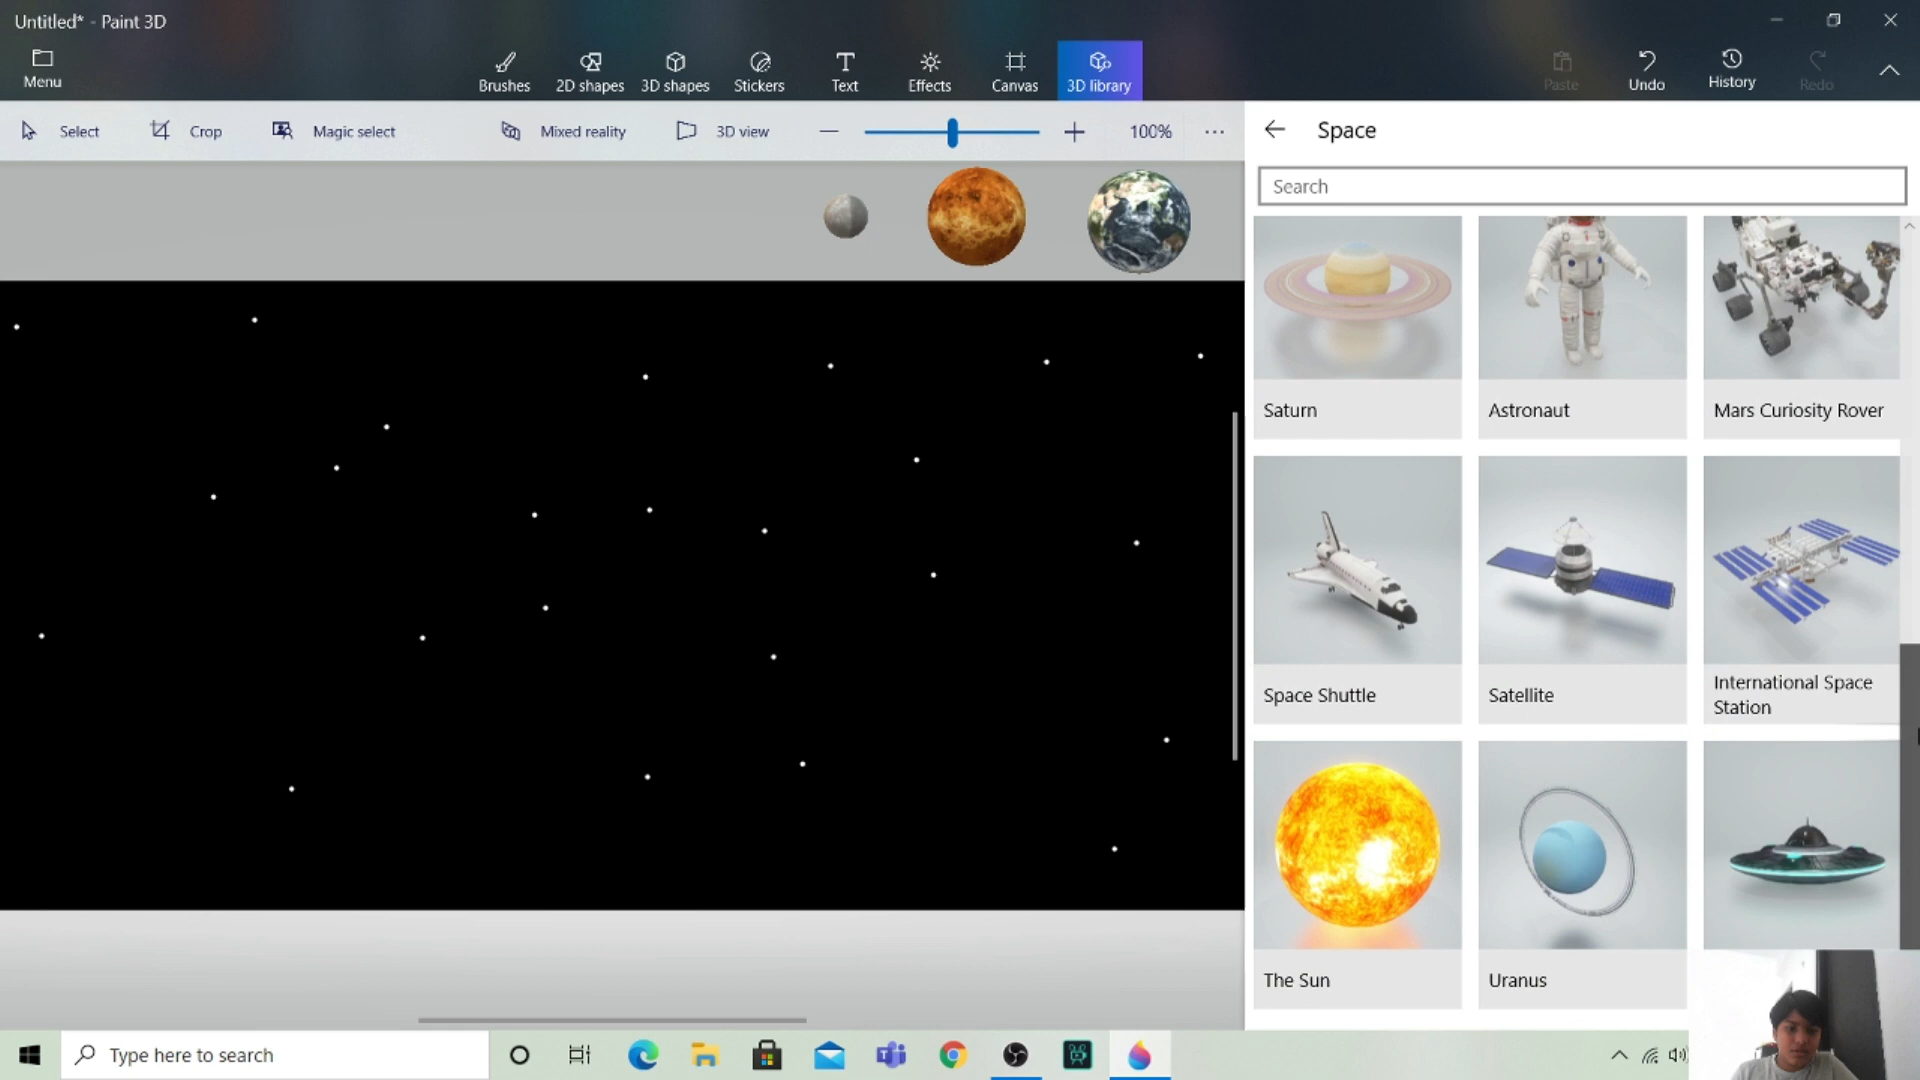 Untitled* - Paint 3D
Menu
Brushes
2D shapes
3D shapes
Stickers
Text
Effects
Canvas
3D library
Paste
Undo
History
Redo
Select
Crop
Magic select
Mixed reality
3D view
100%
Space
Search
Saturn
Astronaut
Mars Curiosity Rover
Space Shuttle
Satellite
International Space
Station
The Sun
Uranus
Type here to search